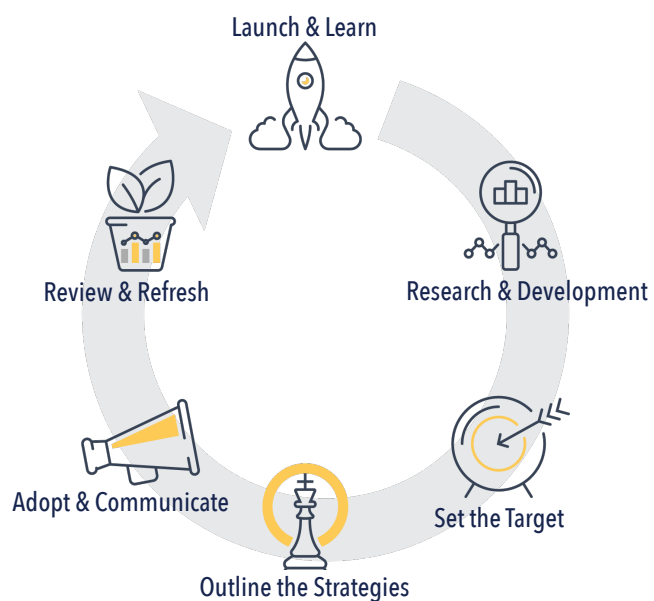 Launch & Learn
Research & Development
Set the Target
Outline the Strategies
Adopt & Communicate
Review & Refresh